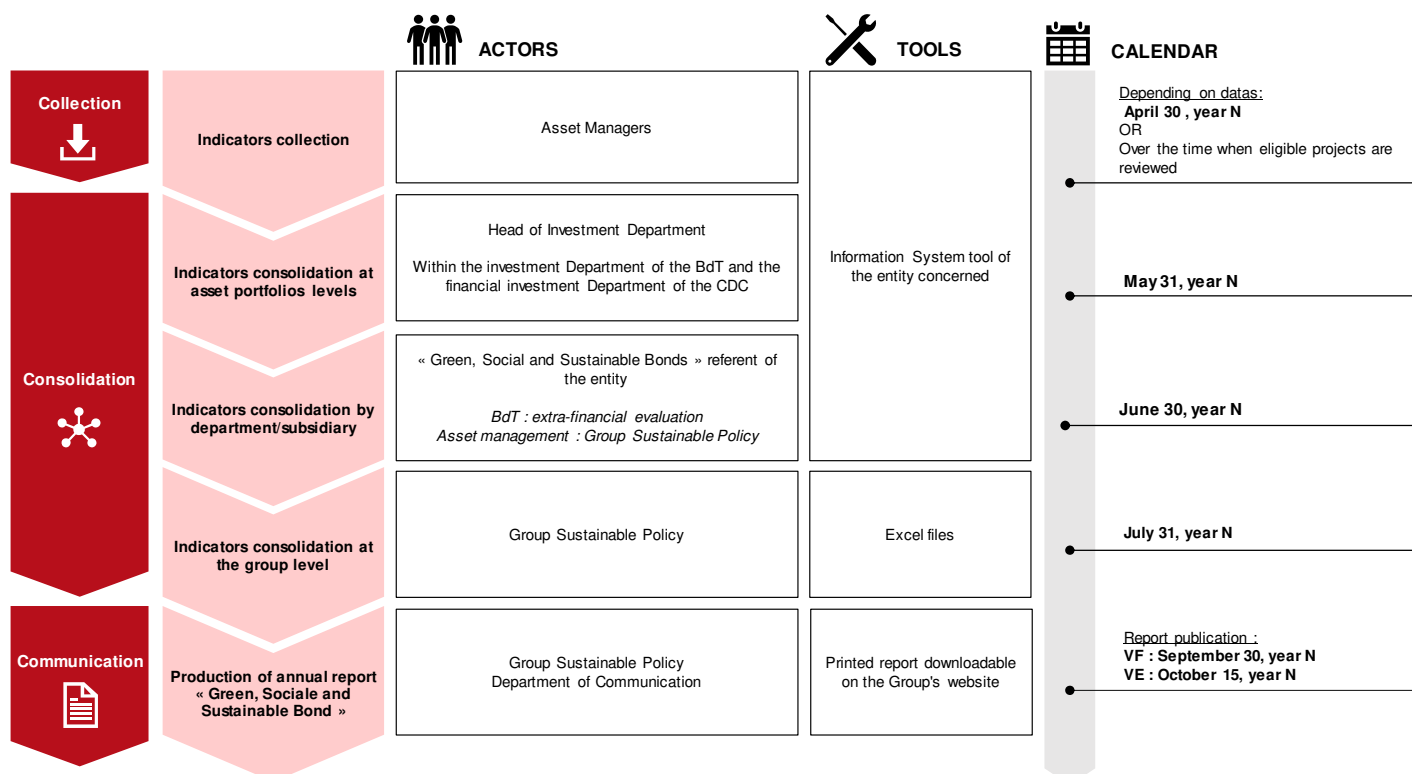 ACTORS
TOOLS
CALENDAR
Collection
Indicators collection
Asset Managers
Depending on datas:
April 30 , year N
OR
Over the time when eligible projects are
reviewed
Consolidation
Indicators consolidation at
asset portfolios levels
Head of Investment Department
Within the investment Department of the BdT and the
financial investment Department of the CDC
Information System tool of
the entity concerned
May 31, year N
Indicators consolidation by
department/subsidiary
« Green, Social and Sustainable Bonds » referent of
the entity
BdT : extra-financial evaluation
Asset management : Group Sustainable Policy
June 30, year N
Indicators consolidation at
the group level
Group Sustainable Policy
Excel files
July 31, year N
Communication
Production of annual report
« Green, Sociale and
Sustainable Bond »
Group Sustainable Policy
Department of Communication
Printed report downloadable
on the Group's website
Report publication :
VF : September 30, year N
VE : October 15, year N